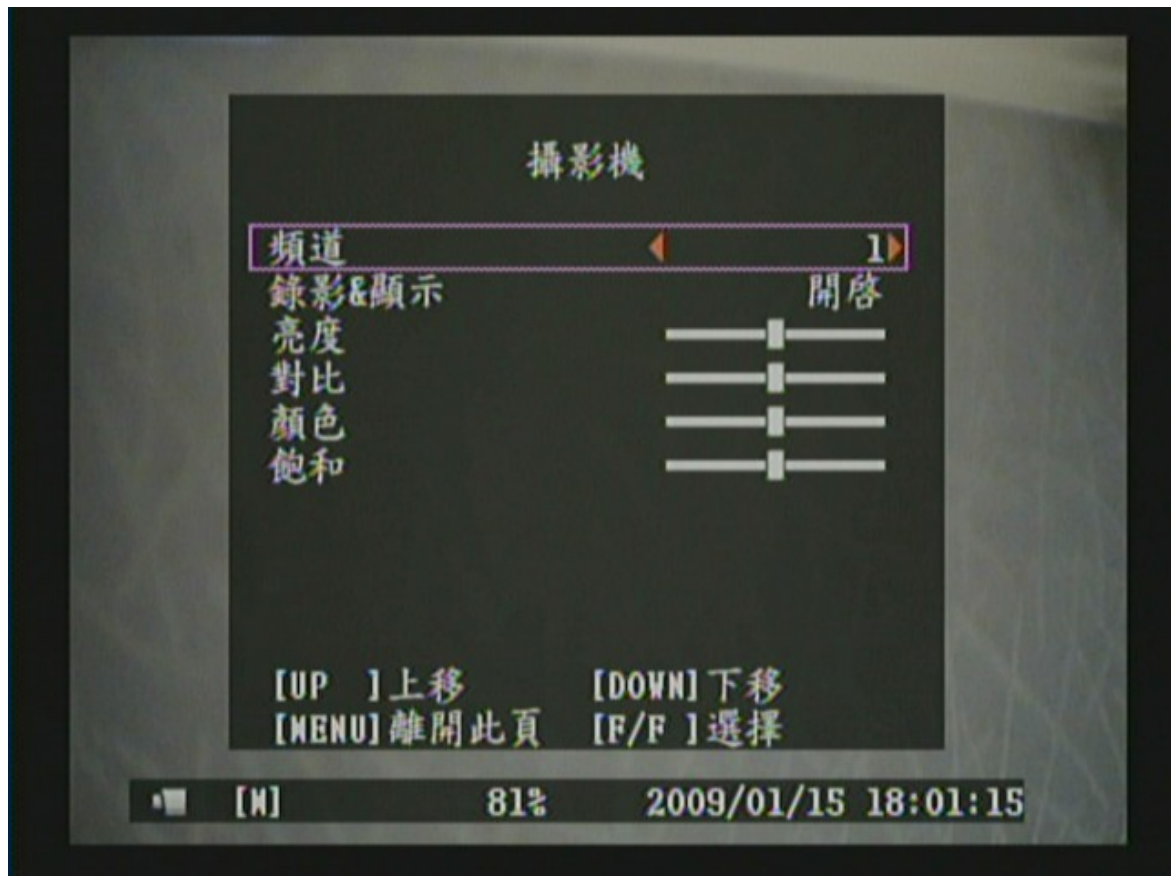 攝影機
頻道 1
錄影&顯示 開啓
亮度
對比
顏色
飽和
[UP ]上移 [DOWN]下移
[MENU]離開此頁 [F/F ]選擇
[M] 81% 2009/01/15 18:01:15